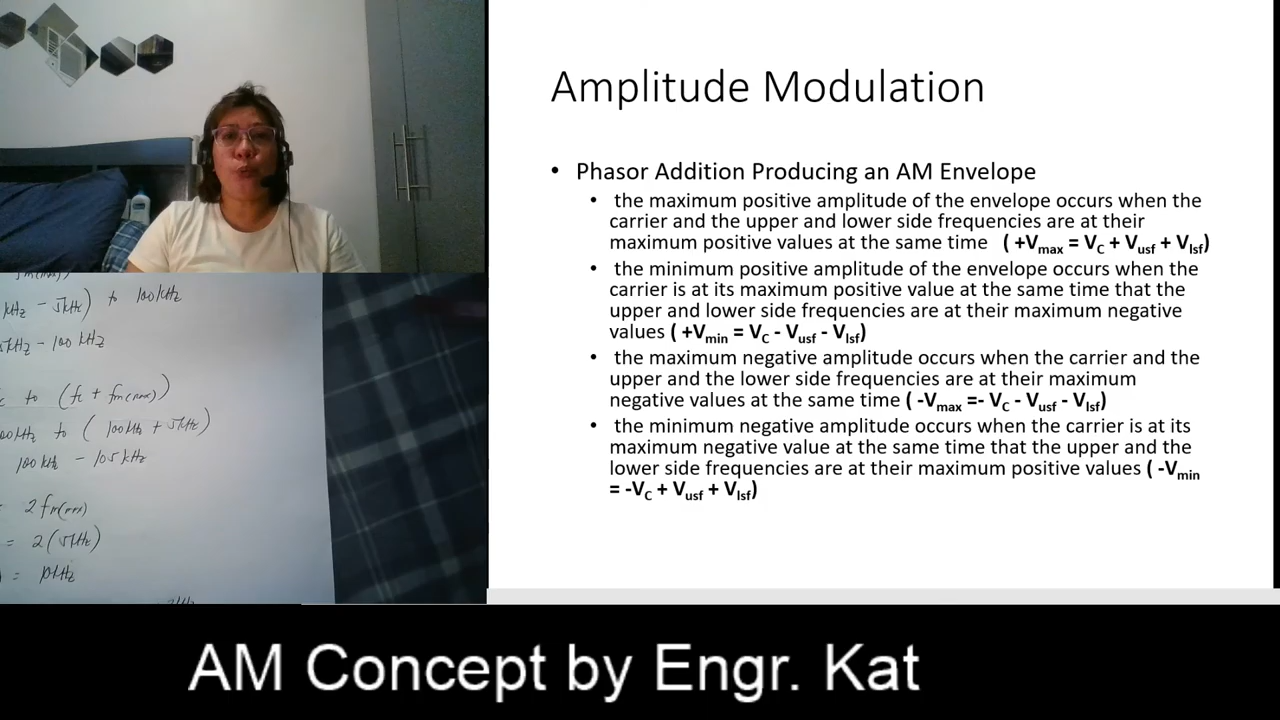 Amplitude Modulation
• Phasor Addition Producing an AM Envelope
• the maximum positive amplitude of the envelope occurs when the
carrier and the upper and lower side frequencies are at their
maximum positive values at the same time ( +Vmax = VC + Vusf + Vlsf)
• the minimum positive amplitude of the envelope occurs when the
carrier is at its maximum positive value at the same time that the
upper and lower side frequencies are at their maximum negative
values ( +Vmin = VC - Vusf - Vlsf)
• the maximum negative amplitude occurs when the carrier and the
upper and the lower side frequencies are at their maximum
negative values at the same time ( -Vmax =- VC - Vusf - Vlsf)
• the minimum negative amplitude occurs when the carrier is at its
maximum negative value at the same time that the upper and the
lower side frequencies are at their maximum positive values ( -Vmin
= -VC + Vusf + Vlsf)
kHz - 5kHz) to 100kHz
kHz - 100 kHz
to (fc + fm(max))
to ( 100kHz + 5kHz)
100 kHz - 105 kHz
= 2 fm(max)
= 2(5kHz)
= 10kHz
AM Concept by Engr. Kat